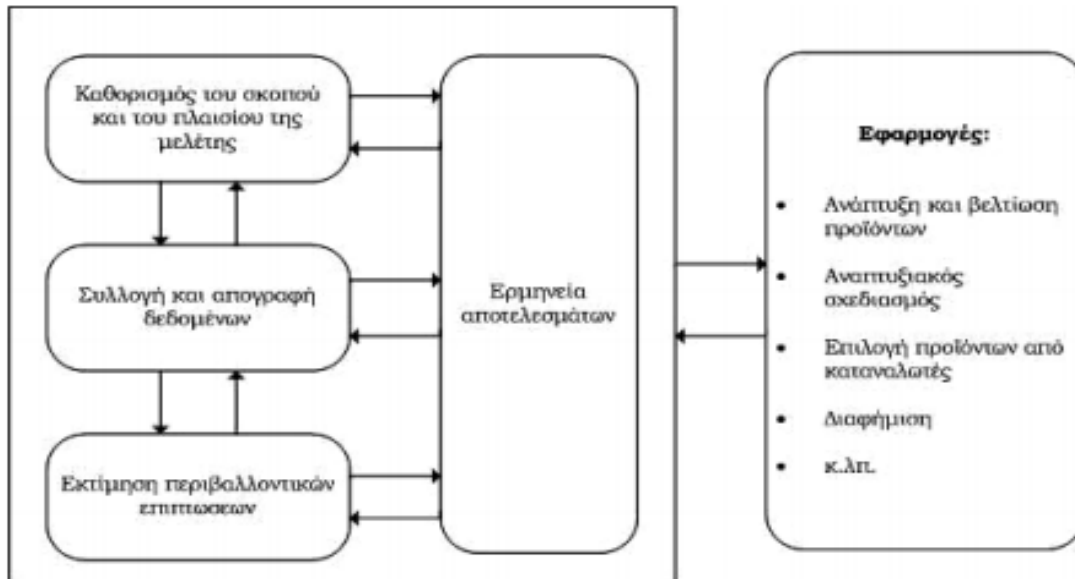 Καθορισμός του σκοπού
και του πλαισίου της
μελέτης
Συλλογή και απογραφή
δεδομένων
Εκτίμηση περιβαλλοντικών
επιπτωσεων
Ερμηνεία
αποτελεσμάτων
Εφαρμογές:
• Ανάπτυξη και βελτίωση
προϊόντων
• Αναπτυξιακός
σχεδιασμός
• Επιλογή προϊόντων από
καταναλωτές
• Διαφήμιση
• κ.λπ.